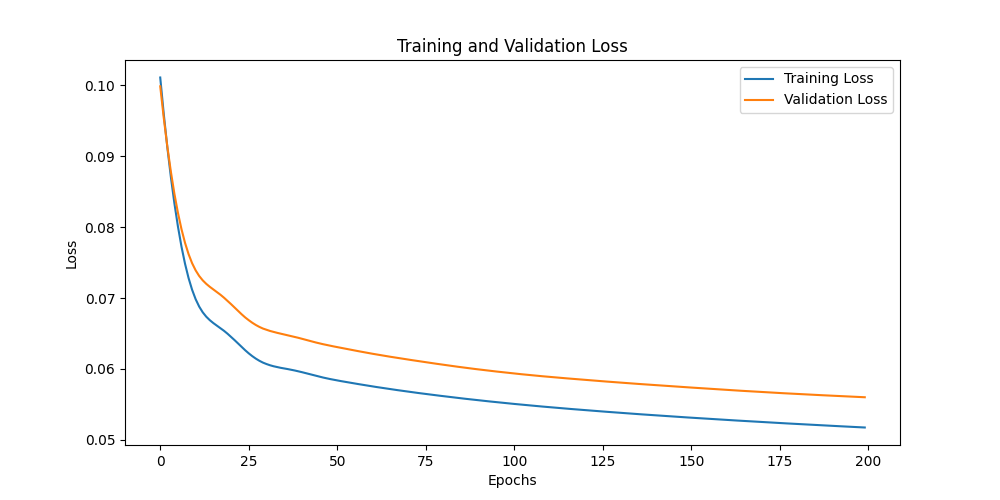 Training and Validation Loss
Training Loss
Validation Loss
0.10
0.09
0.08
0.07
0.06
0.05
Loss
0 25 50 75 100 125 150 175 200
Epochs